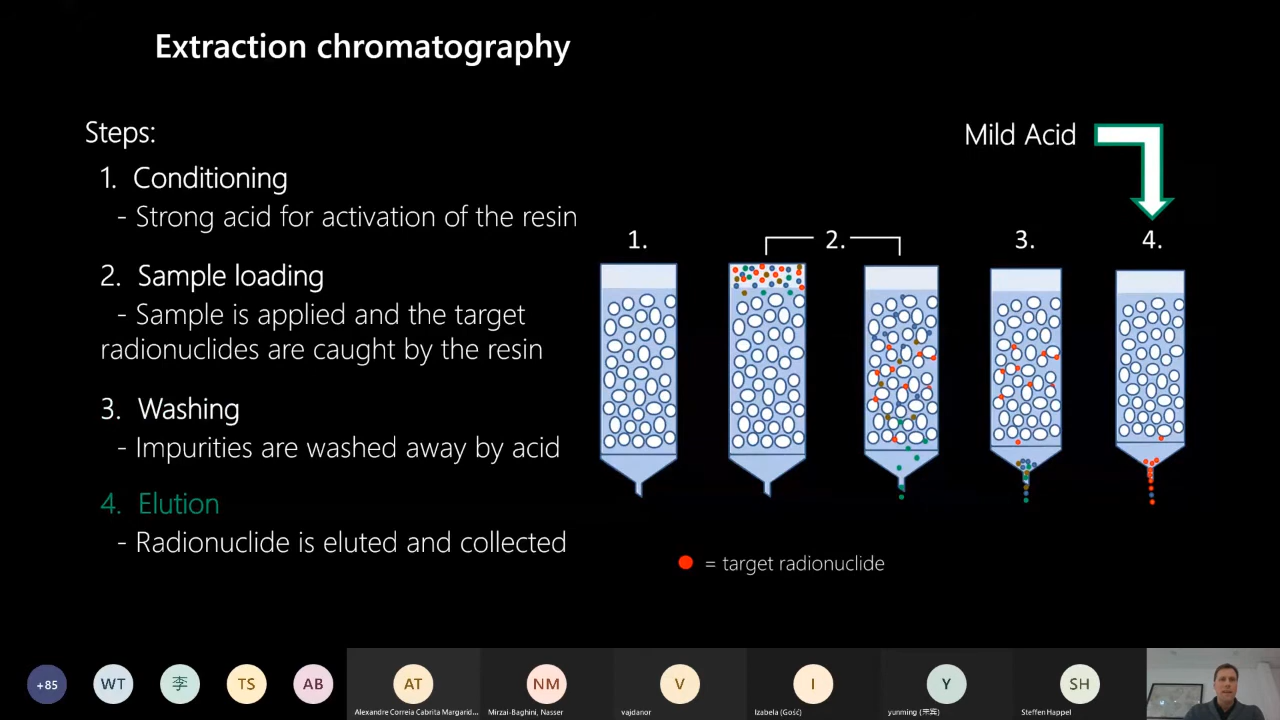 Extraction chromatography
Steps:
1. Conditioning
- Strong acid for activation of the resin
2. Sample loading
- Sample is applied and the target
radionuclides are caught by the resin
3. Washing
- Impurities are washed away by acid
4. Elution
- Radionuclide is eluted and collected
Mild Acid
1.
2.
3.
4.
= target radionuclide
+85
WT
李
TS
AB
AT
NM
V
I
Y
SH
Alexandre Correia Cabrita Margarid...
Mirzai-Baghini, Nasser
vajdanor
Izabela (Gość)
yunming
Steffen Happel